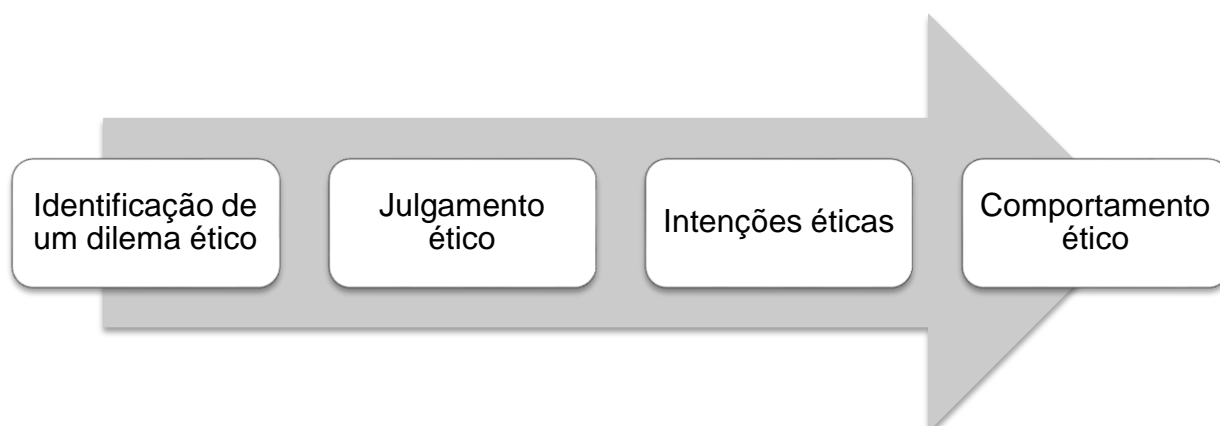 Identificação de
um dilema ético
Julgamento
ético
Intenções éticas
Comportamento
ético